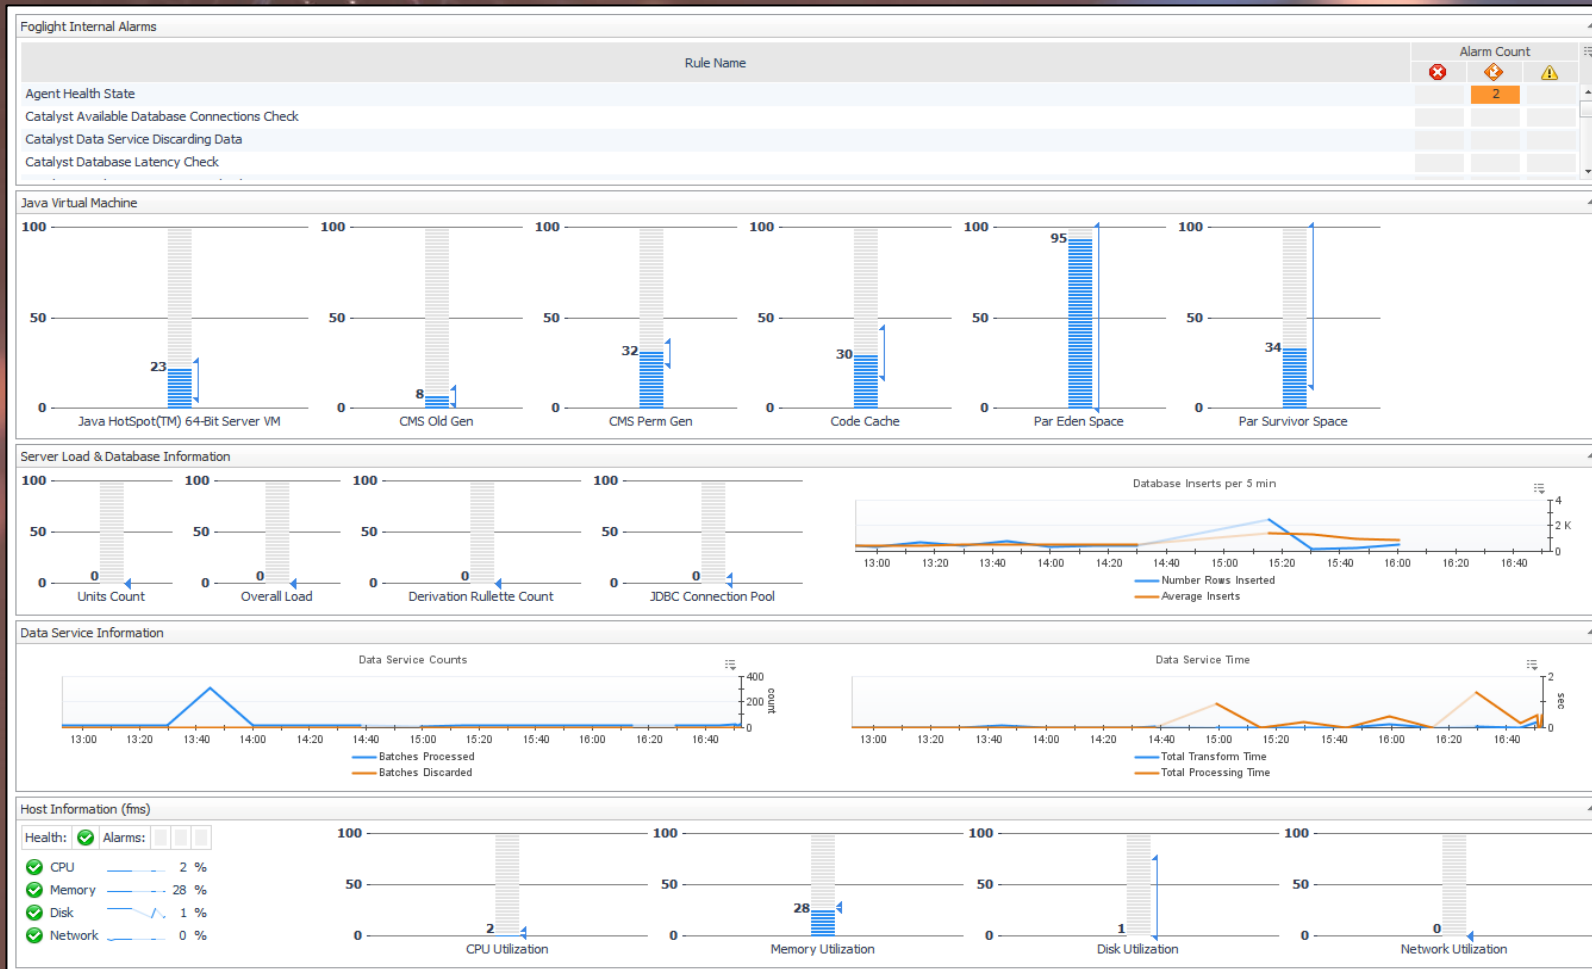 Foglight Internal Alarms
Rule Name
Alarm Count
Agent Health State
2
Catalyst Available Database Connections Check
Catalyst Data Service Discarding Data
Catalyst Database Latency Check
Java Virtual Machine
100 100 100 100 100 100
95
50 50 50 50 50 50
23 8 32 30 34
0 0 0 0 0 0
Java HotSpot(TM) 64-Bit Server VM CMS Old Gen CMS Perm Gen Code Cache Par Eden Space Par Survivor Space
Server Load & Database Information
100 100 100 100
50 50 50 50
0 0 0 0
0 0 0 0
Units Count Overall Load Derivation Rullette Count JDBC Connection Pool
Database Inserts per 5 min
4
2 K
0
13:00 13:20 13:40 14:00 14:20 14:40 15:00 15:20 15:40 16:00 16:20 16:40
Number Rows Inserted
Average Inserts
Data Service Information
Data Service Counts
400
200
0
count
13:00 13:20 13:40 14:00 14:20 14:40 15:00 15:20 15:40 16:00 16:20 16:40
Batches Processed
Batches Discarded
Data Service Time
2
0
sec
13:00 13:20 13:40 14:00 14:20 14:40 15:00 15:20 15:40 16:00 16:20 16:40
Total Transform Time
Total Processing Time
Host Information (fms)
Health: Alarms:
CPU 2 %
Memory 28 %
Disk 1 %
Network 0 %
100 100 100 100
50 50 50 50
2 28 1 0
0 0 0 0
CPU Utilization Memory Utilization Disk Utilization Network Utilization